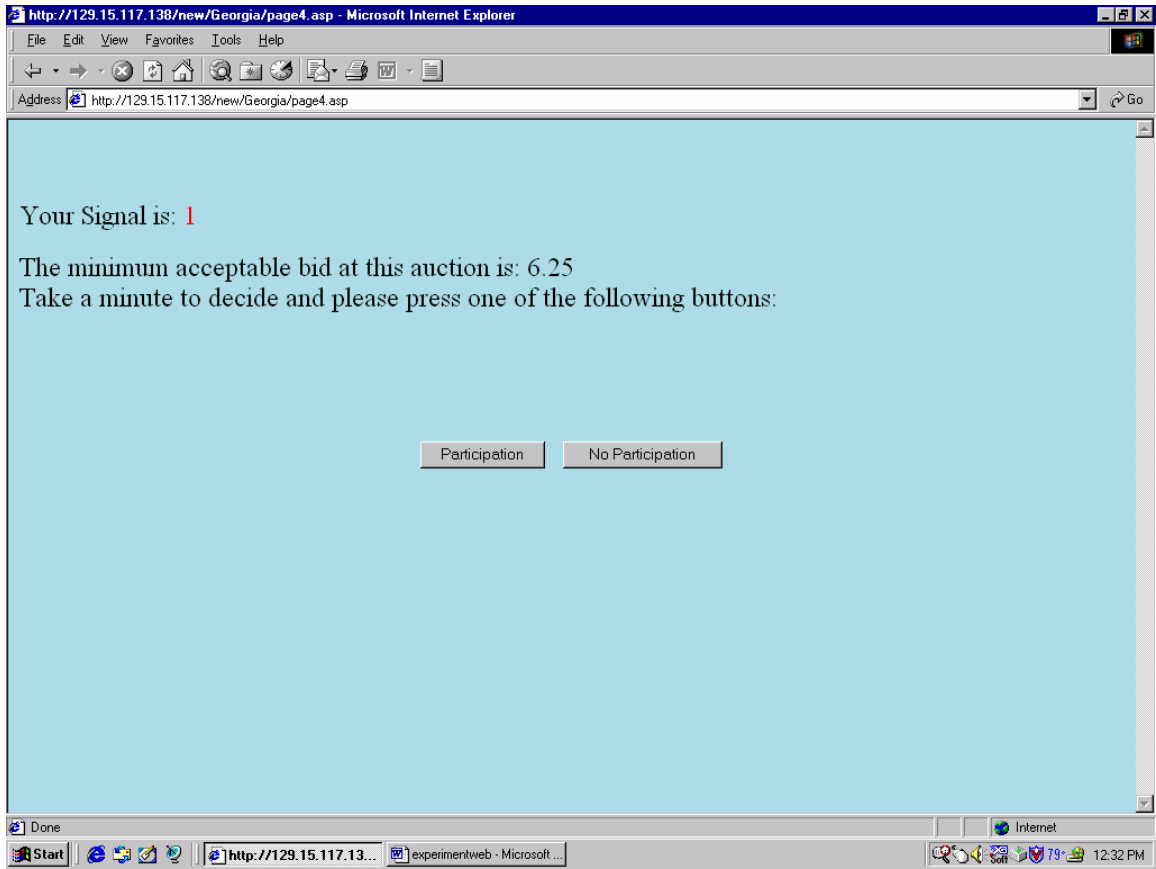 http://129.15.117.138/new/Georgia/page4.asp - Microsoft Internet Explorer
File Edit View Favorites Tools Help
Address http://129.15.117.138/new/Georgia/page4.asp Go
Your Signal is: 1
The minimum acceptable bid at this auction is: 6.25
Take a minute to decide and please press one of the following buttons:
Participation No Participation
Done Internet
Start http://129.15.117.13... experimentweb - Microsoft ... 79° 12:32 PM